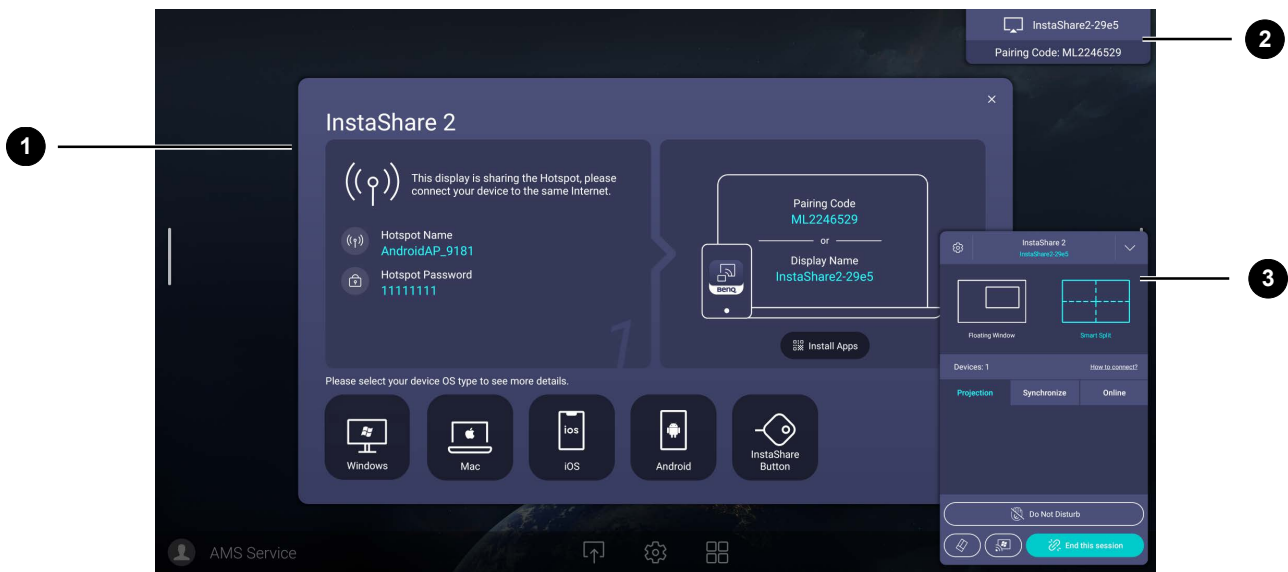 InstaShare2-29e5
Pairing Code: ML2246529
2
1
InstaShare 2
This display is sharing the Hotspot, please
connect your device to the same Internet.
Hotspot Name
AndroidAP_9181
Hotspot Password
11111111
1
Pairing Code
ML2246529
or
Display Name
InstaShare2-29e5
BenQ
Install Apps
Please select your device OS type to see more details.
Windows
Mac
ios
iOS
Android
InstaShare
Button
InstaShare 2
InstaShare2-29e5
3
Floating Window
Smart Split
Devices: 1
How to connect?
Projection
Synchronize
Online
Do Not Disturb
End this session
AMS Service